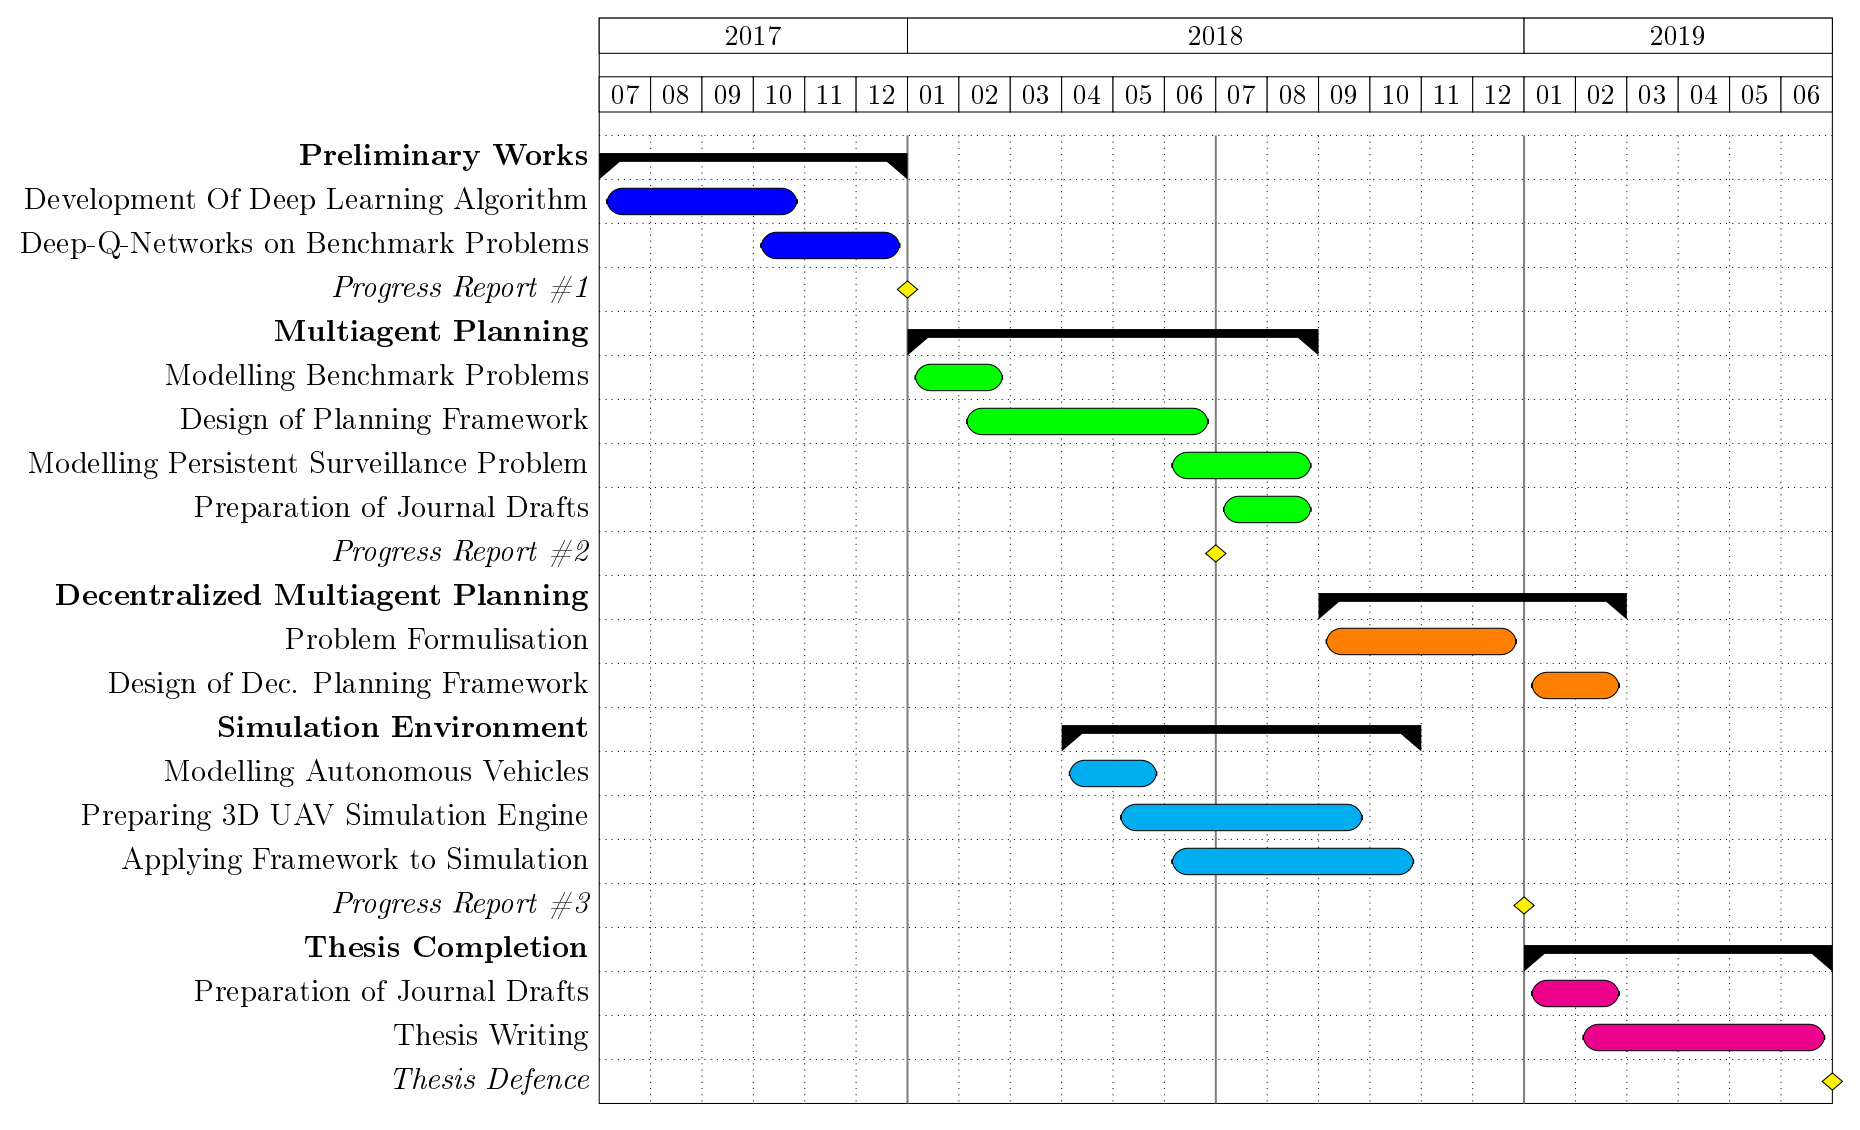 2017 2018 2019
07 08 09 10 11 12 01 02 03 04 05 06 07 08 09 10 11 12 01 02 03 04 05 06
Preliminary Works
Development Of Deep Learning Algorithm
Deep-Q-Networks on Benchmark Problems
Progress Report #1
Multiagent Planning
Modelling Benchmark Problems
Design of Planning Framework
Modelling Persistent Surveillance Problem
Preparation of Journal Drafts
Progress Report #2
Decentralized Multiagent Planning
Problem Formulisation
Design of Dec. Planning Framework
Simulation Environment
Modelling Autonomous Vehicles
Preparing 3D UAV Simulation Engine
Applying Framework to Simulation
Progress Report #3
Thesis Completion
Preparation of Journal Drafts
Thesis Writing
Thesis Defence